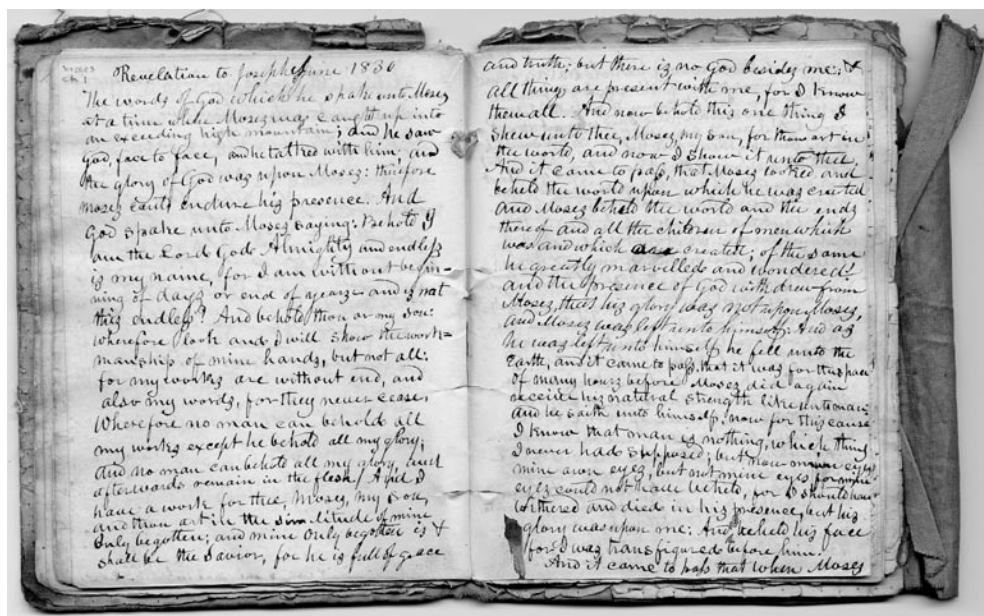 Moses
ch. 1
Revelation to Joseph June 1830
The words of God which he spake unto Moses
at a time when Moses was caught up into
an exceeding high mountain; and he saw
God, face to face, and he talked with him; and
the glory of God was upon Moses: therefore
moses could endure his presence. And
God spake unto Moses saying: Behold I
am the Lord God Almighty and endless
is my name, for I am without begin-
ning of days or end of years and is not
this endless? And behold thou or my son:
wherefore look and I will show the work=
manship of mine hands, but not all:
for my works are without end, and
also my words, for they never cease.
Wherefore no man can behold all
my works except he behold all my glory;
and no man can behold all my glory, and
afterwards remain in the flesh. And I
have a work for thee, Moses, my son,
and thou art in the similitude of mine
only begotten; and mine only begotten is &
shall be the Savior, for he is full of grace
and truth; but there is no God besides me; &
all things are present with me, for I know
them all. And now behold this one thing I
shew unto thee, Moses, my son, for thou art in
the world, and now I show it unto thee.
And it came to pass, that Moses looked, and
beheld the world upon which he was created
and Moses beheld the world and the ends
thereof and all the children of men which
was and which are created; of the same
he greatly marvelled and wondered!
and the presence of God with drew from
Moses, that his glory was not upon Moses,
and Moses was left unto himself: And as
he was left unto himself he fell unto the
Earth, and it came to pass, that it was for the space
of many hours before Moses did again
receive his natural strength like unto man;
and he saith unto himself: now for this cause
I know that man is nothing, which thing
I never had supposed; but now mine eyes,
mine own eyes, but not mine eyes, for mine
eyes could not have beheld, for I should have
withered and died in his presence, but his
glory was upon me: And I beheld his face
for I was transfigured before him.
And it came to pass that when Moses